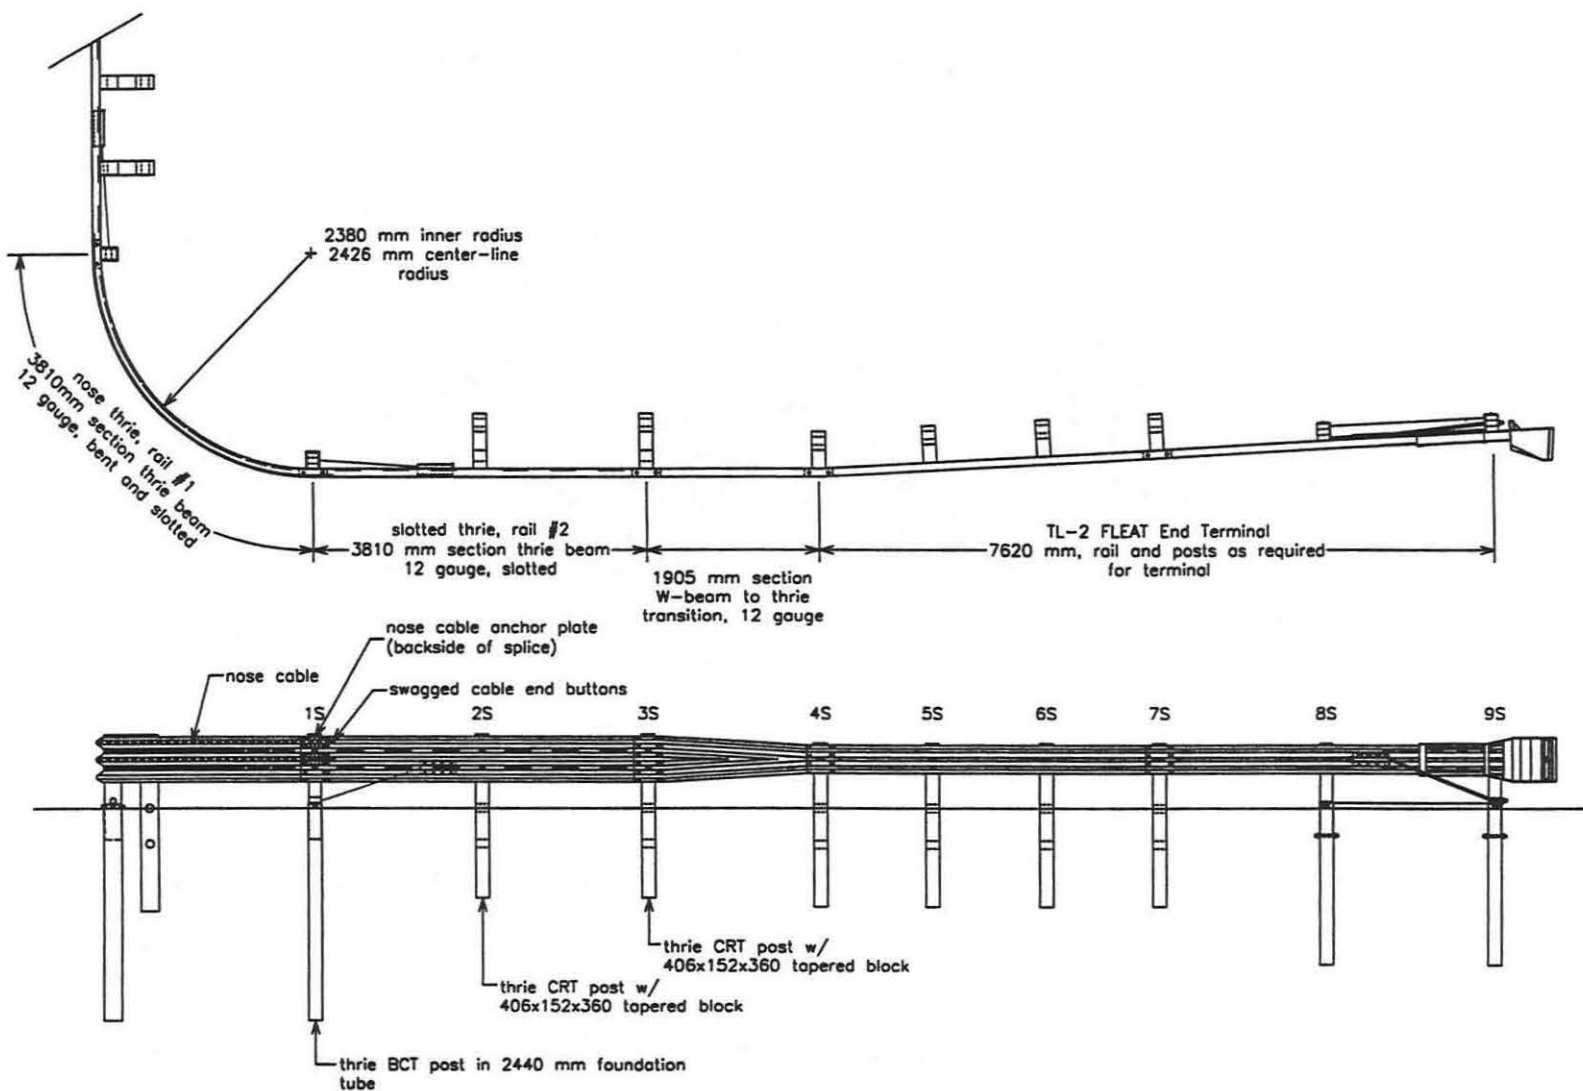 2380 mm inner radius
2426 mm center-line
radius
nose thrie, rail #1
3810mm section thrie beam
12 gauge, bent and slotted
slotted thrie, rail #2
3810 mm section thrie beam
12 gauge, slotted
1905 mm section
W-beam to thrie
transition, 12 gauge
TL-2 FLEAT End Terminal
7620 mm, rail and posts as required
for terminal
nose cable anchor plate
(backside of splice)
nose cable
swagged cable end buttons
1S 2S 3S 4S 5S 6S 7S 8S 9S
thrie CRT post w/
406x152x360 tapered block
thrie CRT post w/
406x152x360 tapered block
thrie BCT post in 2440 mm foundation
tube